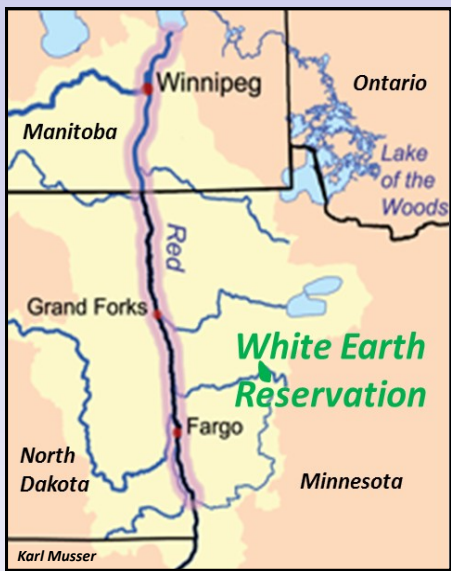 Winnipeg
Ontario
Manitoba
Lake
of the
Woods
Red
Grand Forks
White Earth
Reservation
Fargo
North
Dakota
Minnesota
Karl Musser